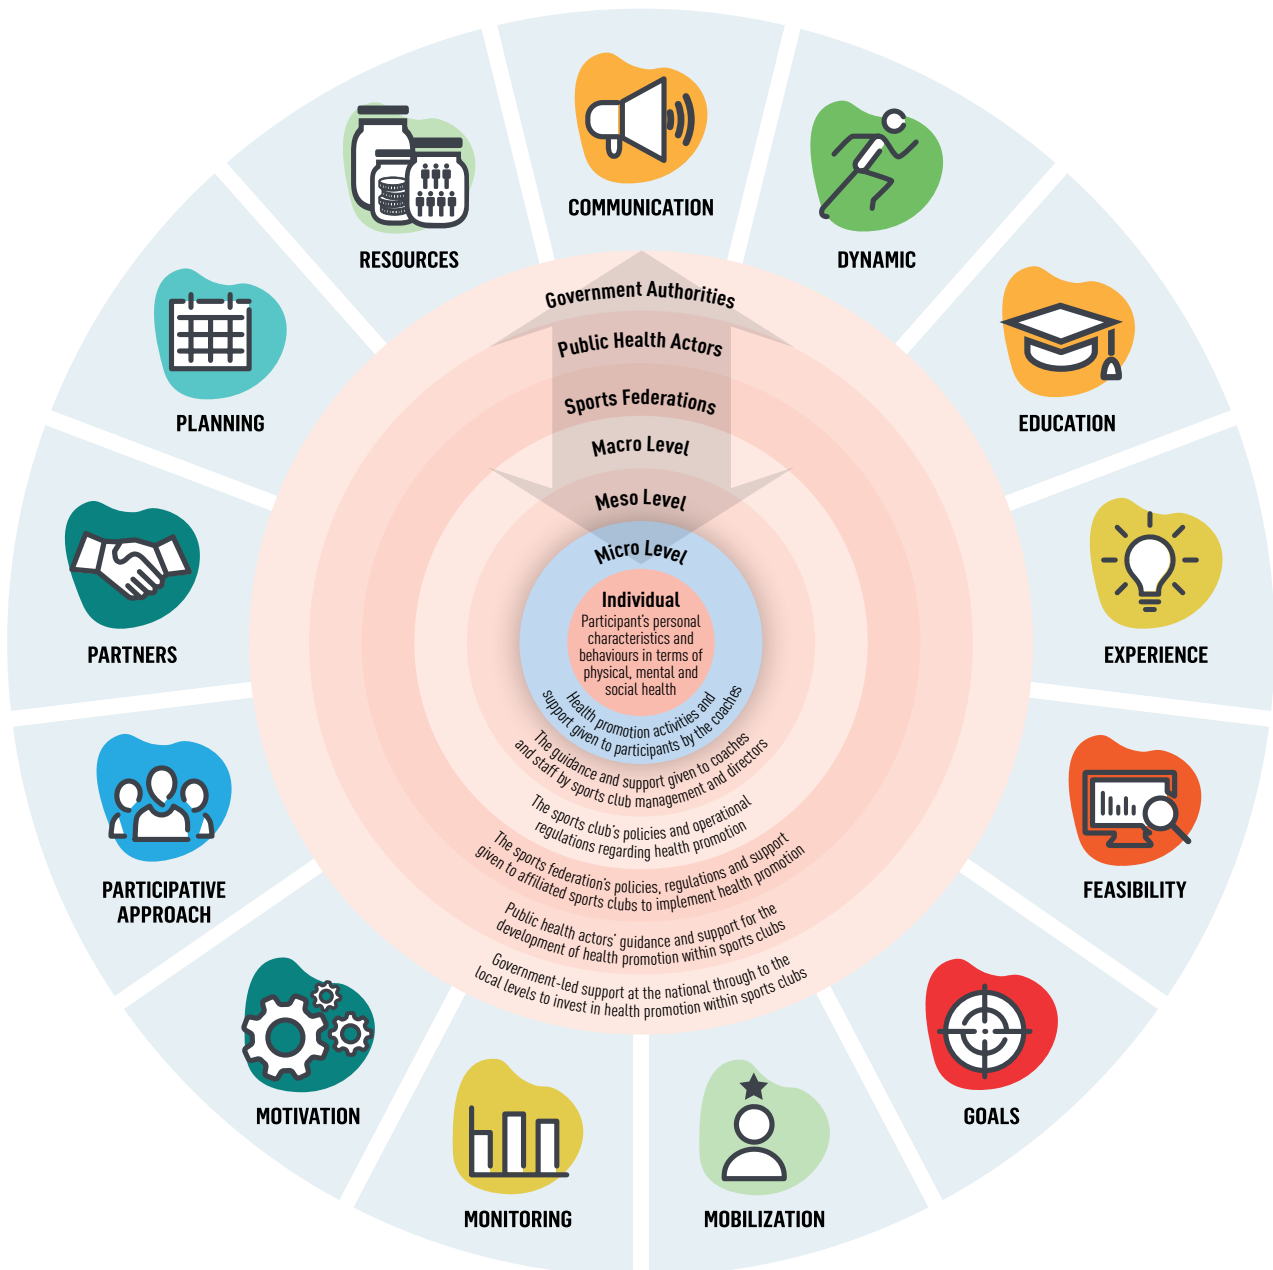 COMMUNICATION
DYNAMIC
EDUCATION
EXPERIENCE
FEASIBILITY
GOALS
MOBILIZATION
MONITORING
MOTIVATION
PARTICIPATIVE
APPROACH
PARTNERS
PLANNING
RESOURCES
Government Authorities
Public Health Actors
Sports Federations
Macro Level
Meso Level
Micro Level
Individual
Participant's personal
characteristics and
behaviours in terms of
physical, mental and
social health
Health promotion activities and
support given to participants by the coaches
The guidance and support given to coaches
and staff by sports club management and directors
The sports club's policies and operational
regulations regarding health promotion
The sports federation's policies, regulations and support
given to affiliated sports clubs to implement health promotion
Public health actors' guidance and support for the
development of health promotion within sports clubs
Government-led support at the national through to the
local levels to invest in health promotion within sports clubs